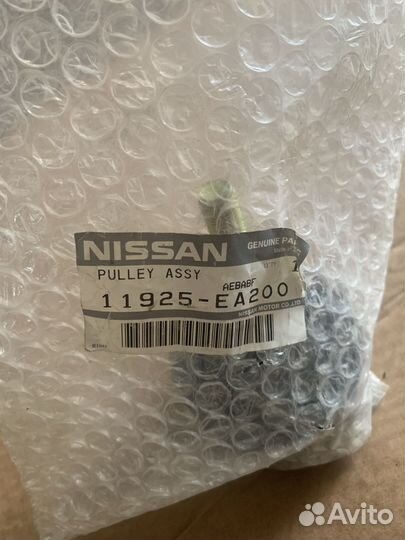 NISSAN
GENUINE PA
PULLEY ASSY
AEBABF
11925-EA200
NISSAN MOTOR CO.,LTD.
Avito